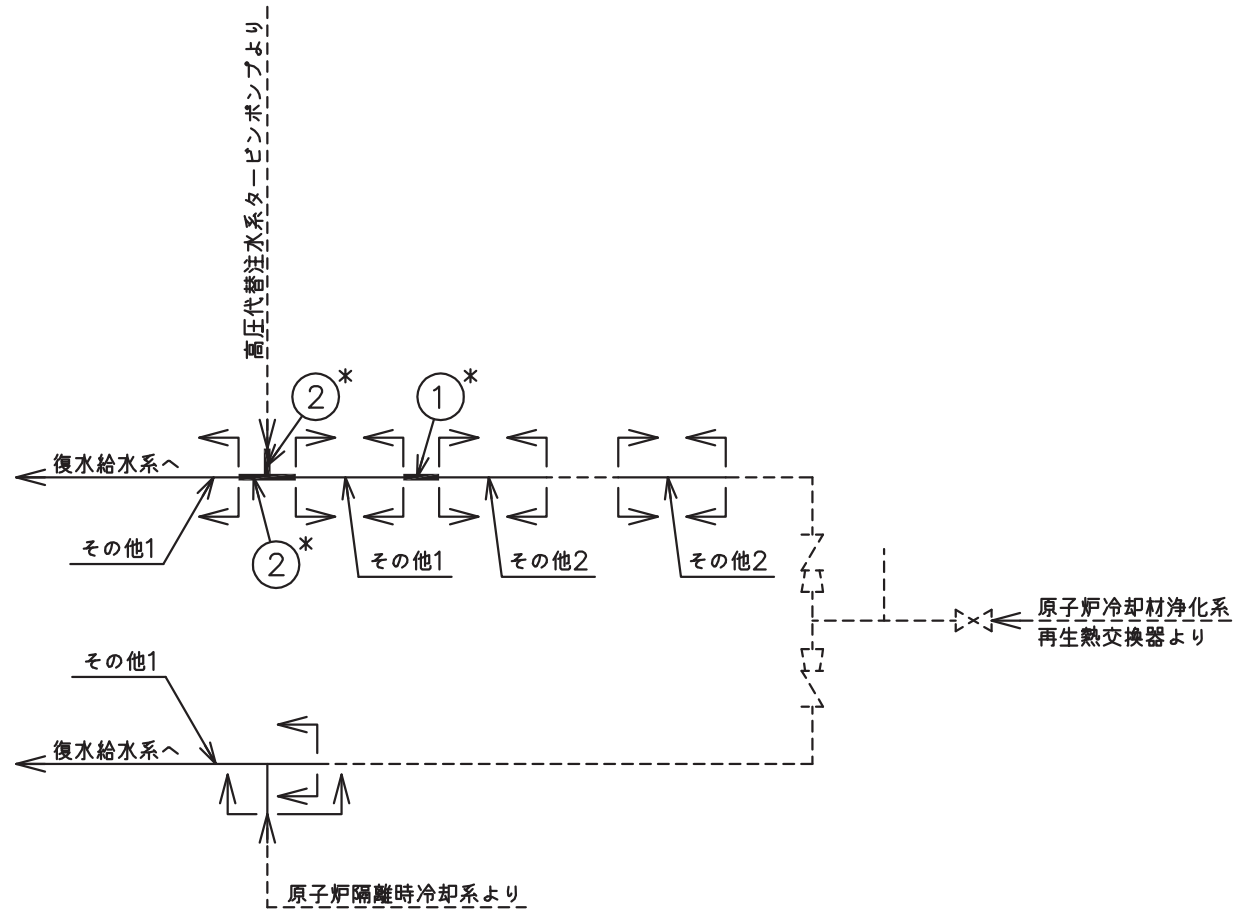 高圧代替注水系タービンポンプより
②*
①*
復水給水系へ
その他1
②*
その他1
その他2
その他2
原子炉冷却材浄化系
再生熱交換器より
その他1
復水給水系へ
原子炉隔離時冷却系より